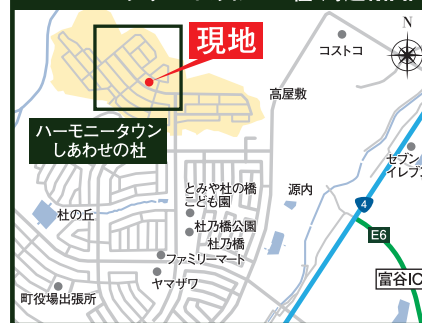 現地
N
コストコ
高屋敷
ハーモニータウン
しあわせの杜
セブン
イレブン
とみや杜の橋
こども園
源内
4
杜の丘
杜乃橋公園
杜乃橋
E6
ファミリーマート
ヤマザワ
富谷IC
町役場出張所